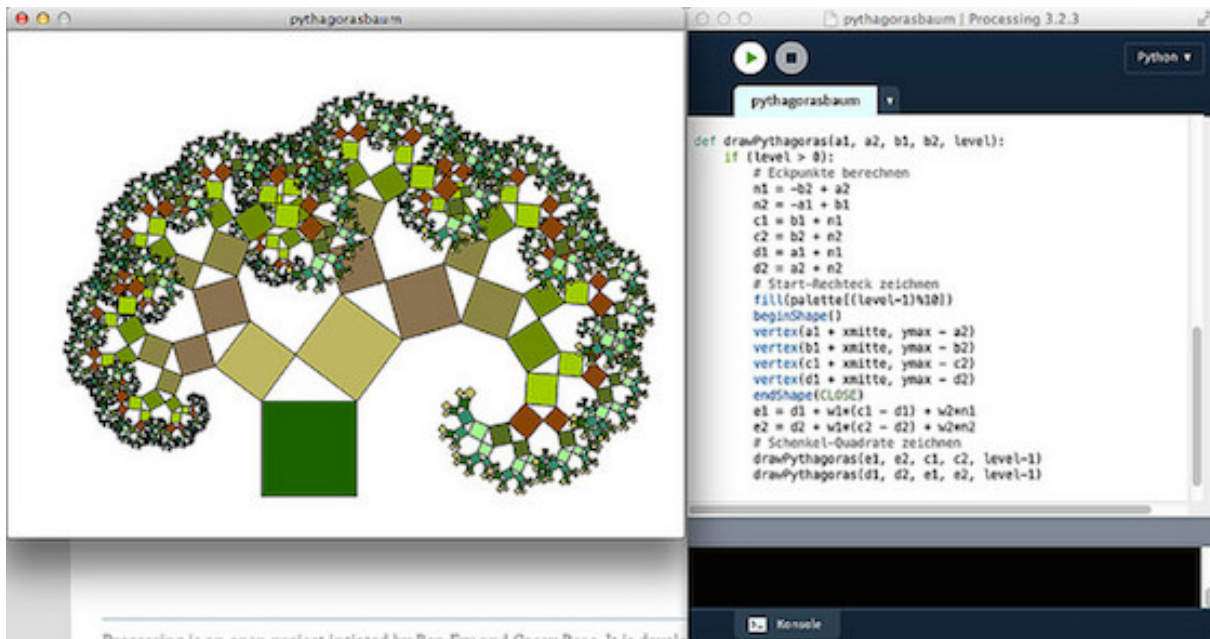 pythagorasbaum
pythagorasbaum | Processing 3.2.3
Python ▾
pythagorasbaum
def drawPythagoras(a1, a2, b1, b2, level):
    if (level > 0):
        # Eckpunkte berechnen
        n1 = -b2 + a2
        n2 = -a1 + b1
        c1 = b1 + n1
        c2 = b2 + n2
        d1 = a1 + n1
        d2 = a2 + n2
        # Start-Rechteck zeichnen
        fill(palette[(level-1)%10])
        beginShape()
        vertex(a1 + xmitte, ymax - a2)
        vertex(b1 + xmitte, ymax - b2)
        vertex(c1 + xmitte, ymax - c2)
        vertex(d1 + xmitte, ymax - d2)
        endShape(CLOSE)
        e1 = d1 + w1*(c1 - d1) + w2*n1
        e2 = d2 + w1*(c2 - d2) + w2*n2
        # Schenkel-Quadrate zeichnen
        drawPythagoras(e1, e2, c1, c2, level-1)
        drawPythagoras(d1, d2, e1, e2, level-1)
Konsole